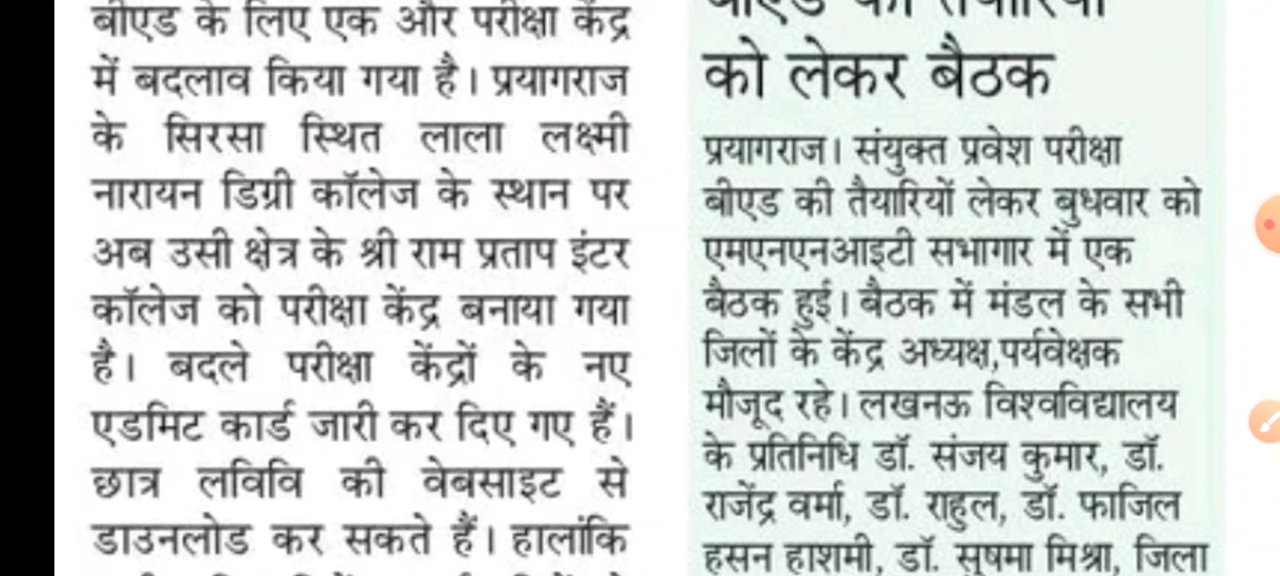 बीएड के लिए एक और परीक्षा केंद्र
में बदलाव किया गया है। प्रयागराज
के सिरसा स्थित लाला लक्ष्मी
नारायन डिग्री कॉलेज के स्थान पर
अब उसी क्षेत्र के श्री राम प्रताप इंटर
कॉलेज को परीक्षा केंद्र बनाया गया
है। बदले परीक्षा केंद्रों के नए
एडमिट कार्ड जारी कर दिए गए हैं।
छात्र लविवि की वेबसाइट से
डाउनलोड कर सकते हैं। हालांकि
बीएड की तैयारियों
को लेकर बैठक
प्रयागराज। संयुक्त प्रवेश परीक्षा
बीएड की तैयारियों लेकर बुधवार को
एमएनएनआइटी सभागार में एक
बैठक हुई। बैठक में मंडल के सभी
जिलों के केंद्र अध्यक्ष,पर्यवेक्षक
मौजूद रहे। लखनऊ विश्वविद्यालय
के प्रतिनिधि डॉ. संजय कुमार, डॉ.
राजेंद्र वर्मा, डॉ. राहुल, डॉ. फाजिल
हसन हाशमी, डॉ. सुषमा मिश्रा, जिला